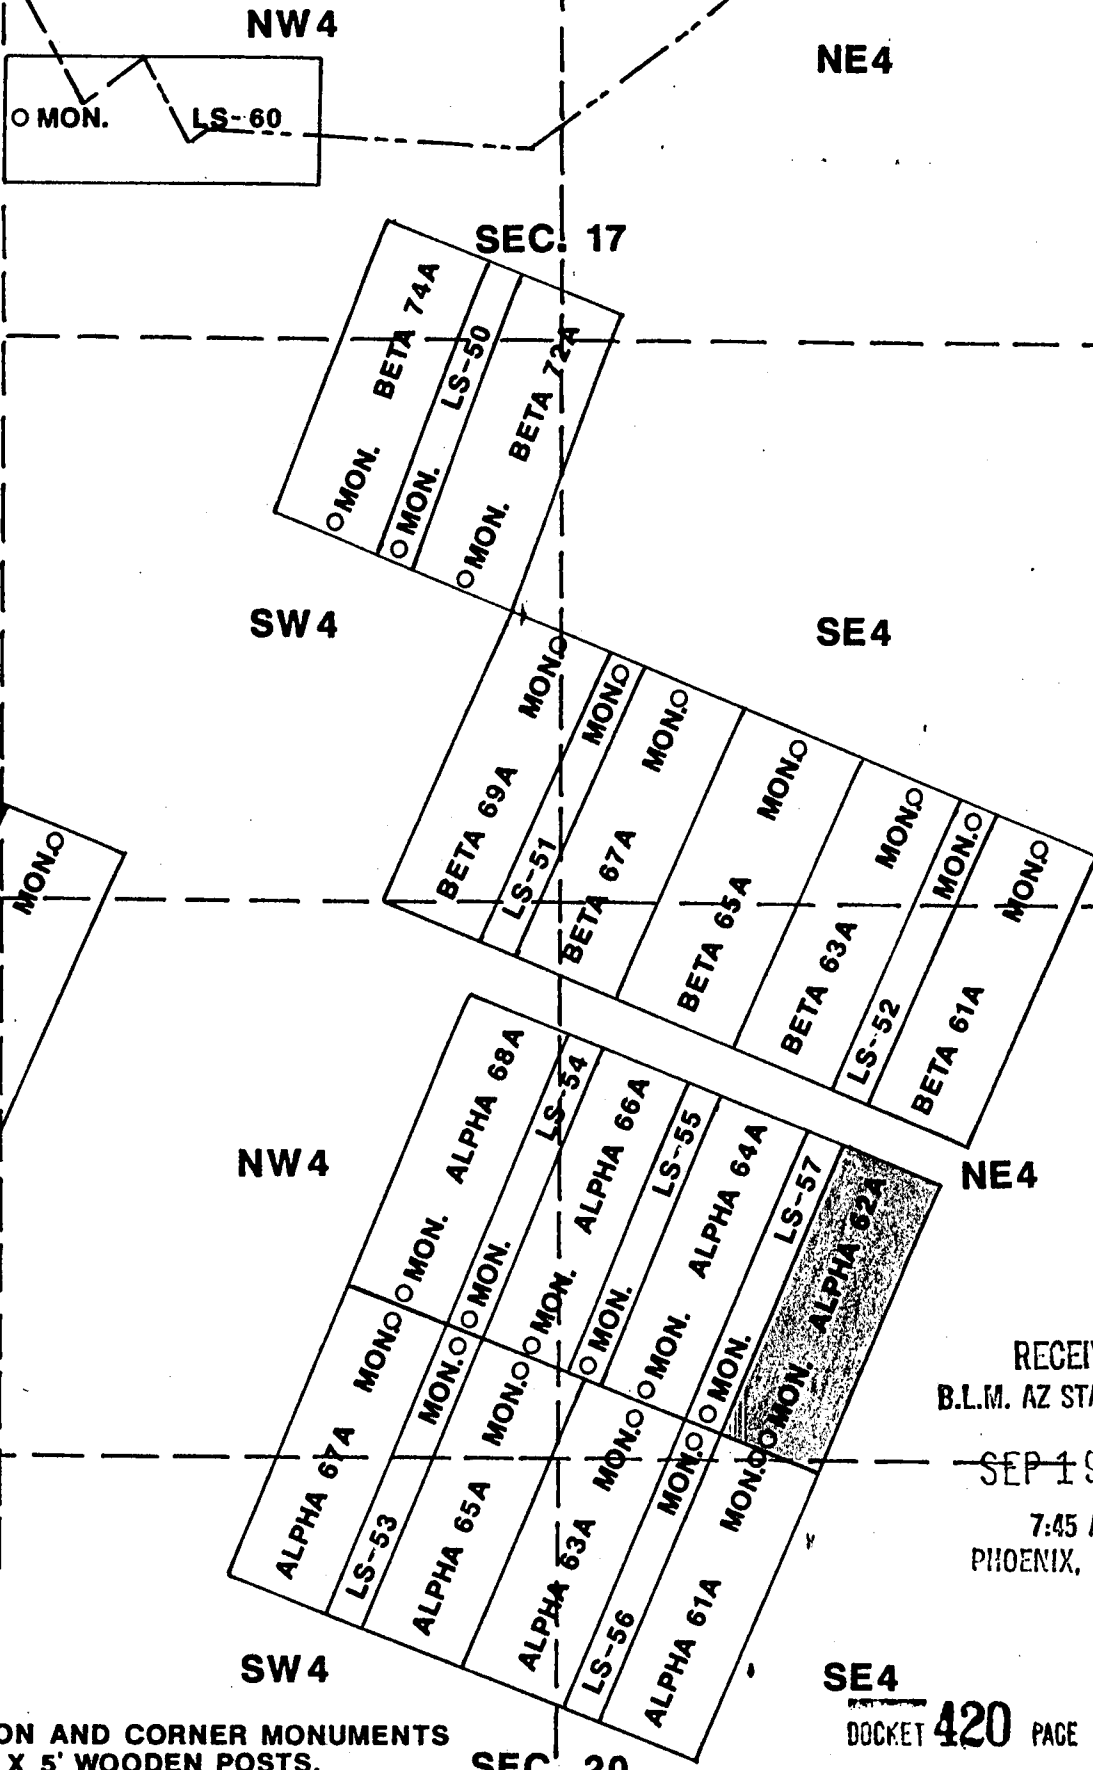 NW4
NE4
MON.
LS-60
SEC. 17
BETA 74A
LS-50
BETA 72A
MON.
MON.
MON.
SW4
SE4
MON.
MON.
MON.
MON.
MON.
MON.
MON.
MON.
BETA 69A
LS-51
BETA 67A
BETA 65A
BETA 63A
LS-52
BETA 61A
ALPHA 68A
LS-54
ALPHA 66A
LS-55
ALPHA 64A
LS-57
ALPHA 62A
NW4
NE4
MON.
MON.
MON.
MON.
MON.
MON.
MON.
MON.
MON.
MON.
MON.
MON.
MON.
ALPHA 67A
LS-53
ALPHA 65A
ALPHA 63A
LS-56
ALPHA 61A
RECEI
B.L.M. AZ STA
SEP 19
7:45 A
PHOENIX,
SW4
SE4
DOCKET 420 PAGE
ON AND CORNER MONUMENTS
X 5' WOODEN POSTS.
SEC. 20